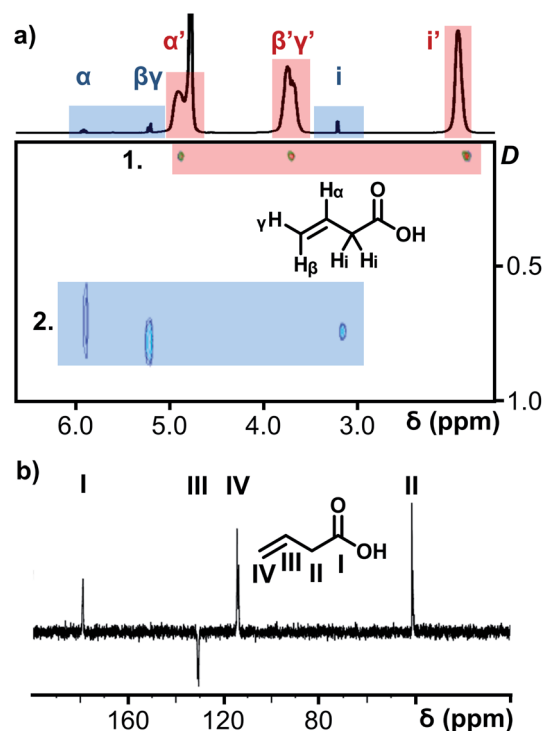 a)
α' β'γ' i'
α βγ i
1. D
Hα O
γH OH
Hβ Hi Hi
0.5
2.
1.0
6.0 5.0 4.0 3.0 δ (ppm)
b)
I III IV II
O
OH
IV III II I
160 120 80 δ (ppm)